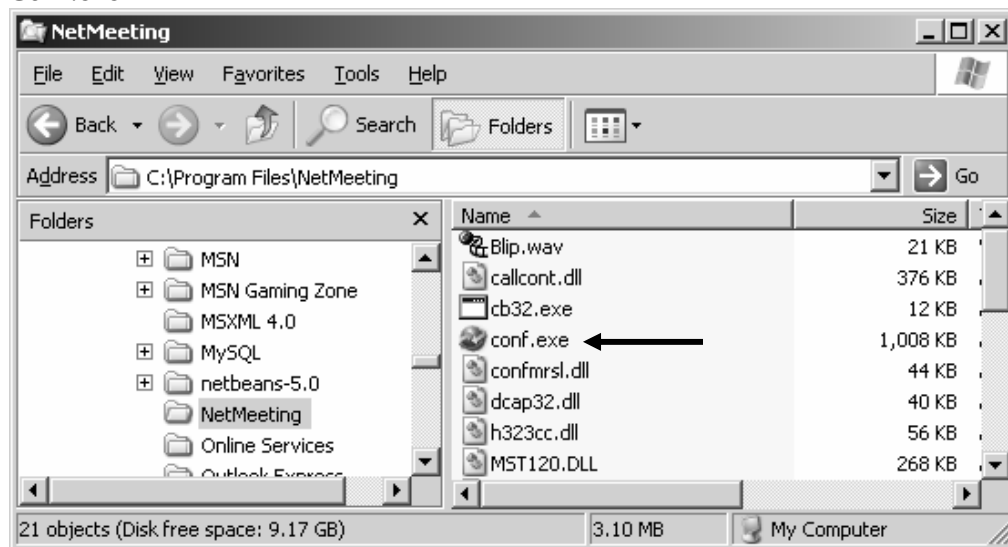 NetMeeting
File Edit View Favorites Tools Help
Back Search Folders
Address C:\Program Files\NetMeeting Go
Folders
MSN
MSN Gaming Zone
MSXML 4.0
MySQL
netbeans-5.0
NetMeeting
Online Services
Outlook Express
Name Size
Blip.wav 21 KB
callcont.dll 376 KB
cb32.exe 12 KB
conf.exe 1,008 KB
confmrsl.dll 44 KB
dcap32.dll 40 KB
h323cc.dll 56 KB
MST120.DLL 268 KB
21 objects (Disk free space: 9.17 GB) 3.10 MB My Computer